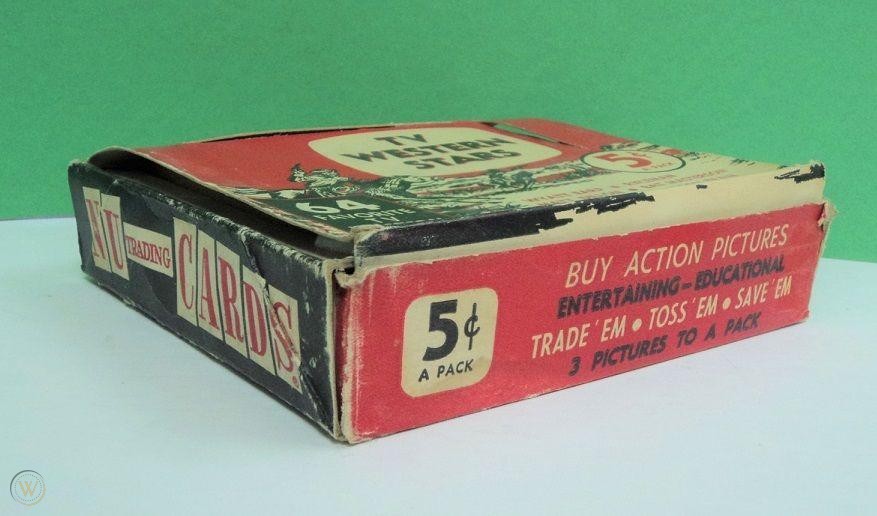 TV
WESTERN
STARS
5¢
64
FAVORITE
NU
TRADING
CARDS
5¢
A PACK
BUY ACTION PICTURES
ENTERTAINING-EDUCATIONAL
TRADE 'EM • TOSS 'EM • SAVE 'EM
3 PICTURES TO A PACK
W